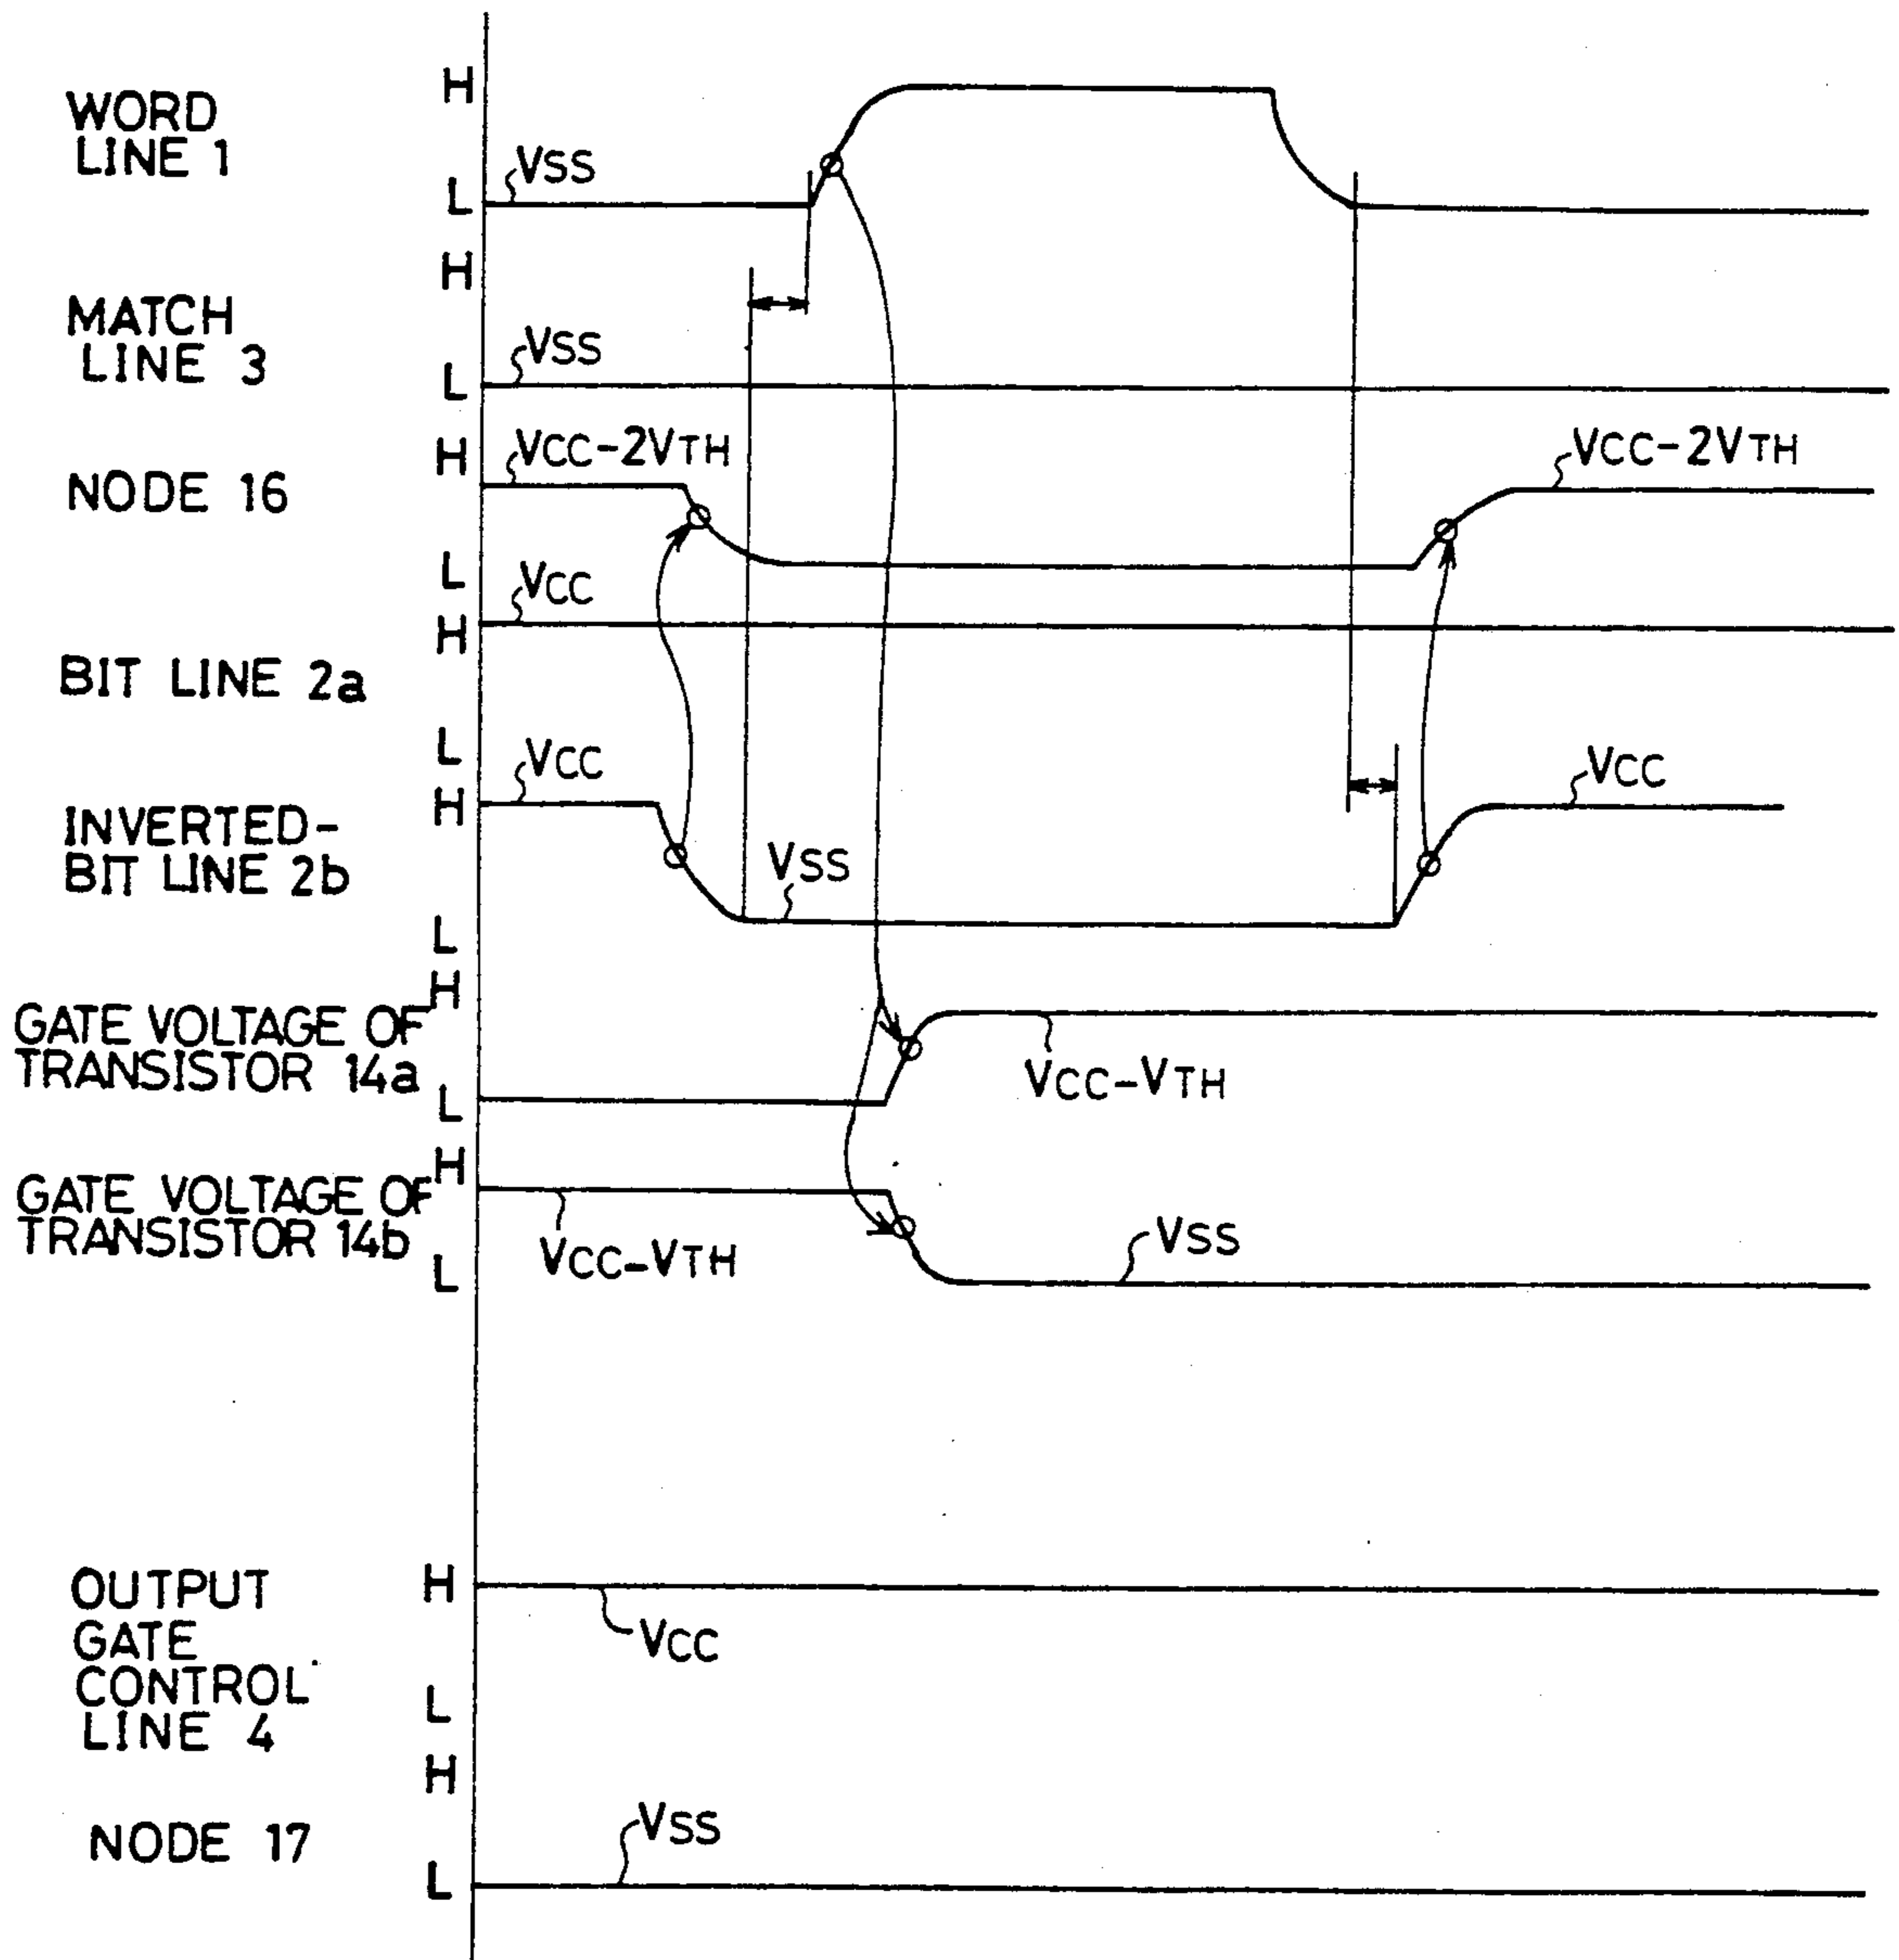 H
WORD
LINE 1
VSS
L
H
MATCH
LINE 3
VSS
L
H
VCC-2VTH
VCC-2VTH
NODE 16
L
VCC
H
BIT LINE 2a
L
VCC
VCC
H
INVERTED-
BIT LINE 2b
VSS
L
H
GATE VOLTAGE OF
TRANSISTOR 14a
VCC-VTH
L
H
GATE VOLTAGE OF
TRANSISTOR 14b
VCC-VTH
VSS
L
OUTPUT
GATE
CONTROL
LINE 4
H
VCC
L
H
NODE 17
VSS
L